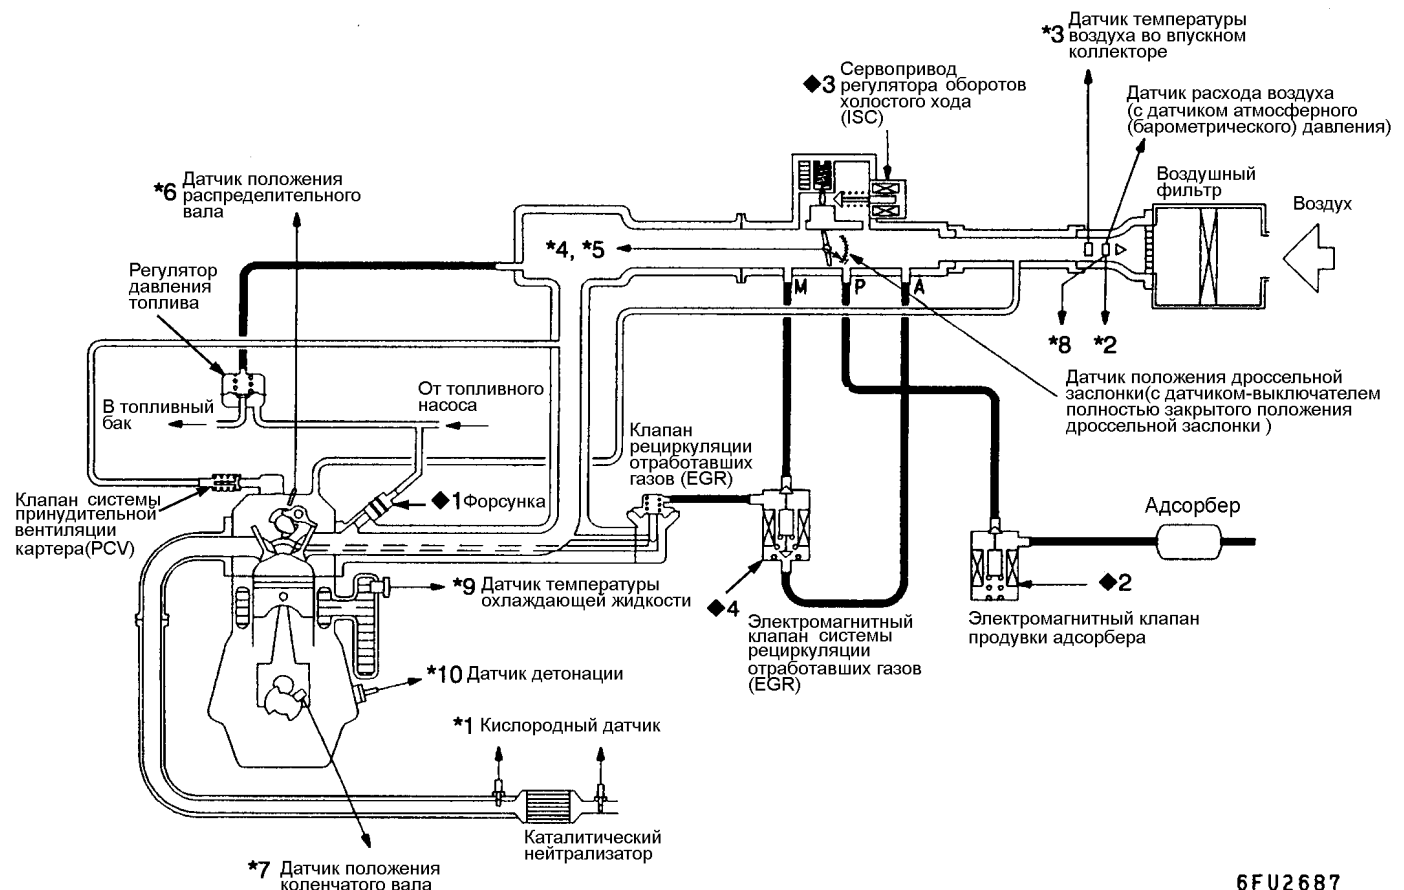 *3 Датчик температуры
воздуха во впускном
коллекторе
◆3 Сервопривод
регулятора оборотов
холостого хода
(ISC)
Датчик расхода воздуха
(с датчиком атмосферного
(барометрического) давления)
*6 Датчик положения
распределительного
вала
Воздушный
фильтр
Воздух
*4, *5
Регулятор
давления
топлива
M
P
A
*8
*2
Датчик положения дроссельной
заслонки(с датчиком-выключателем
полностью закрытого положения
дроссельной заслонки )
В топливный
бак
От топливного
насоса
Клапан
рециркуляции
отработавших
газов (EGR)
Клапан системы
принудительной
вентиляции
картера(PCV)
◆1 Форсунка
Адсорбер
*9 Датчик температуры
охлаждающей жидкости
◆4
Электромагнитный
клапан системы
рециркуляции
отработавших газов
(EGR)
◆2
Электромагнитный клапан
продувки адсорбера
*10 Датчик детонации
*1 Кислородный датчик
Каталитический
нейтрализатор
*7 Датчик положения
коленчатого вала
6FU2687